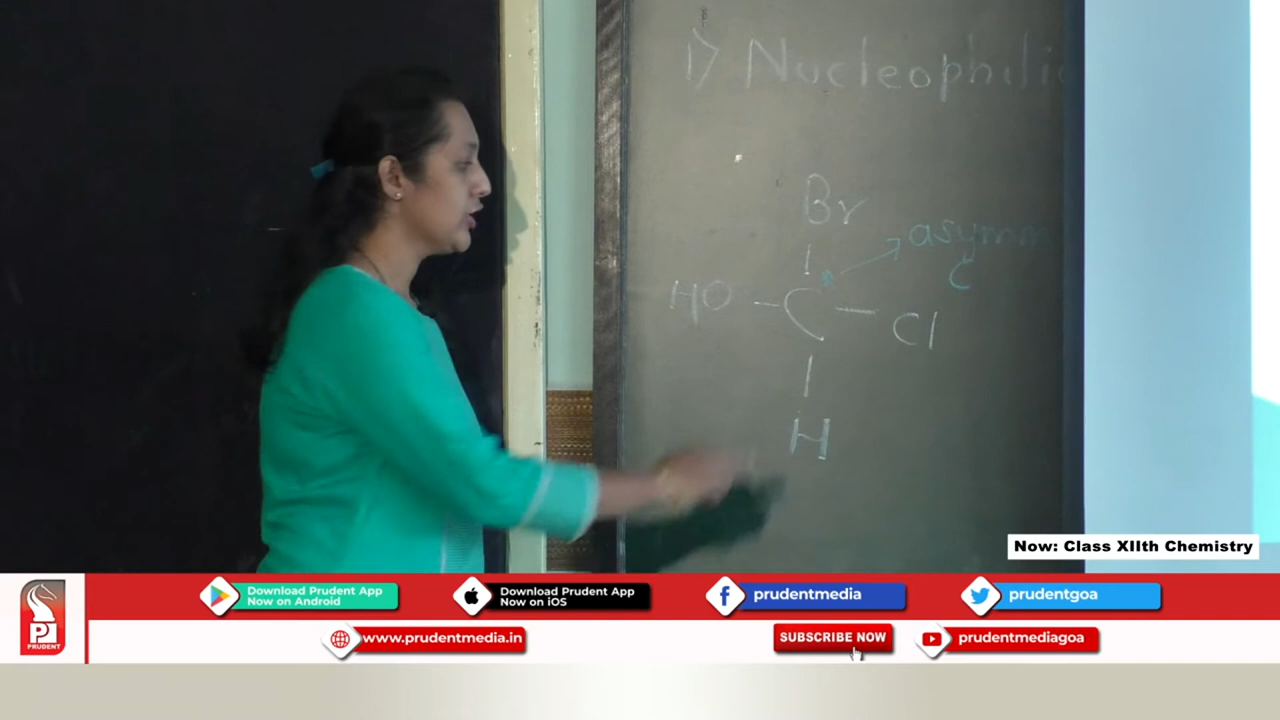 1) Nucleophilic
Br
asymm
C
HO - C* - Cl
H
Now: Class XIIth Chemistry
Download Prudent App
Now on Android
Download Prudent App
Now on iOS
prudentmedia
prudentgoa
PRUDENT
www.prudentmedia.in
SUBSCRIBE NOW
prudentmediagoa